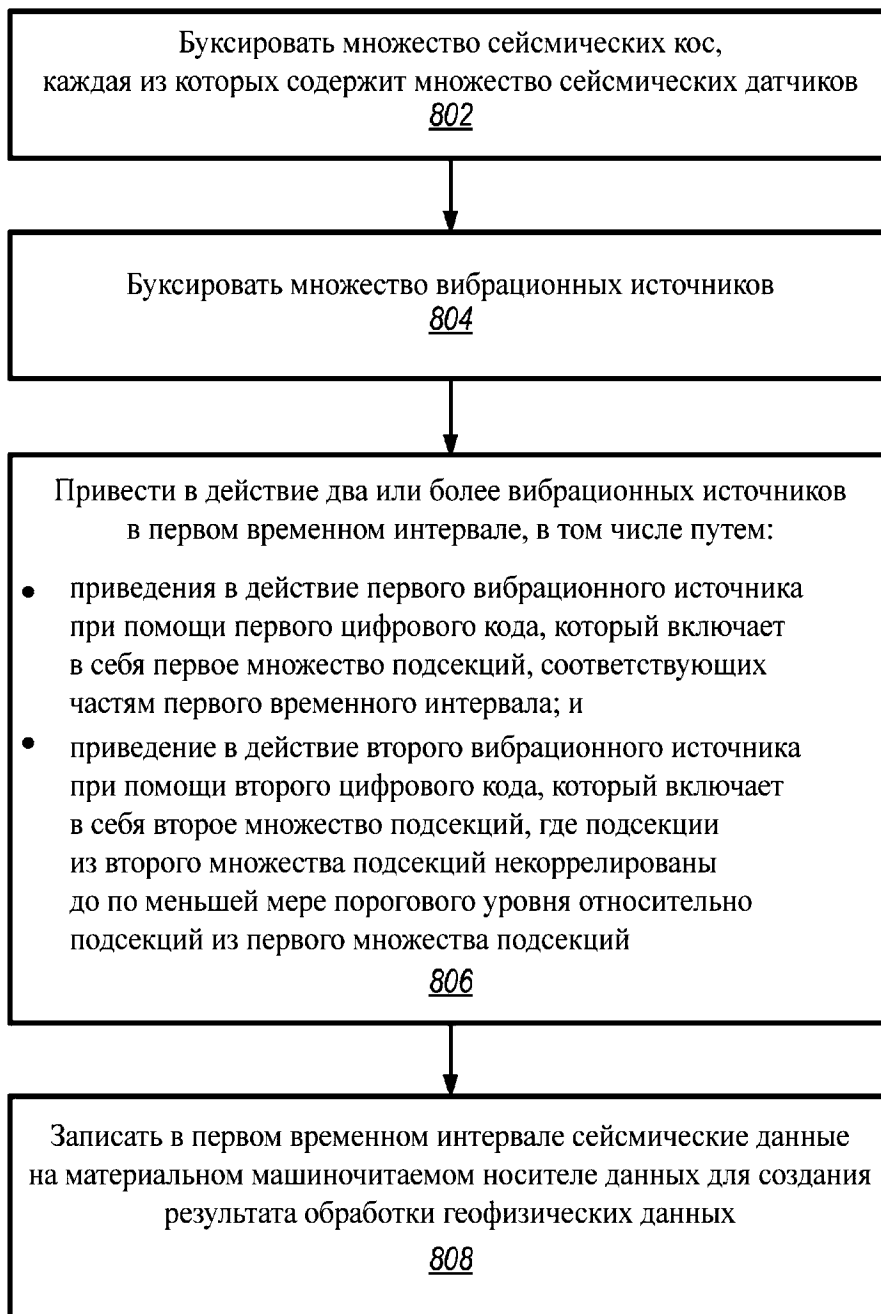 Буксировать множество сейсмических кос,
каждая из которых содержит множество сейсмических датчиков
802
Буксировать множество вибрационных источников
804
Привести в действие два или более вибрационных источников
в первом временном интервале, в том числе путем:
• приведения в действие первого вибрационного источника
при помощи первого цифрового кода, который включает
в себя первое множество подсекций, соответствующих
частям первого временного интервала; и
• приведение в действие второго вибрационного источника
при помощи второго цифрового кода, который включает
в себя второе множество подсекций, где подсекции
из второго множества подсекций некоррелированы
до по меньшей мере порогового уровня относительно
подсекций из первого множества подсекций
806
Записать в первом временном интервале сейсмические данные
на материальном машиночитаемом носителе данных для создания
результата обработки геофизических данных
808